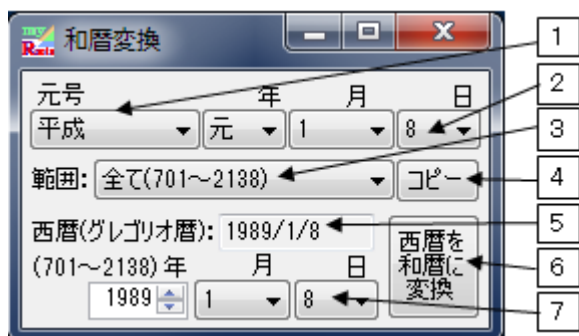 my Route 和暦変換
元号 年 月 日
平成 元 1 8
範囲: 全て(701～2138) コピー
西暦(グレゴリオ暦): 1989/1/8
(701～2138)年 月 日
1989 1 8
西暦を
和暦に
変換
1
2
3
4
5
6
7